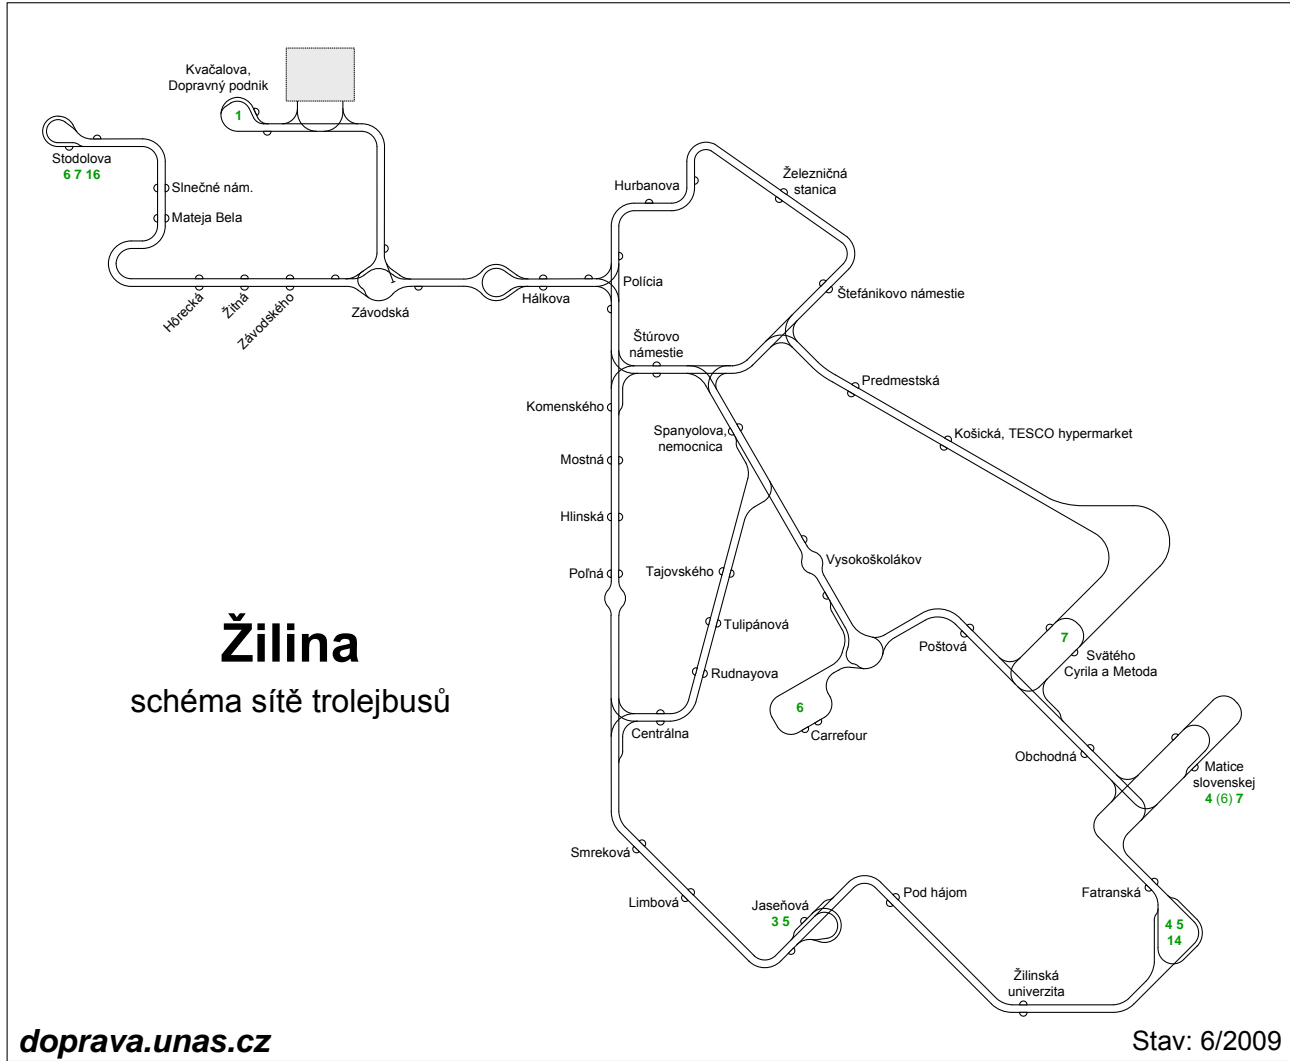 Kvačalova,
Dopravný podnik
1
Stodolova
6 7 16
Slnečné nám.
Mateja Bela
Hôrecká
Žitná
Závodského
Závodská
Hálkova
Hurbanova
Železničná
stanica
Polícia
Štefánikovo námestie
Štúrovo
námestie
Predmestská
Komenského
Spanyolova,
nemocnica
Košická, TESCO hypermarket
Mostná
Hlinská
Poľná
Tajovského
Vysokoškolákov
Tulipánová
Poštová
7
Svätého
Cyrila a Metoda
Rudnayova
6
Carrefour
Centrálna
Obchodná
Matice
slovenskej
4 (6) 7
Žilina
schéma sítě trolejbusů
Smreková
Limbová
Jaseňová
3 5
Pod hájom
Fatranská
4 5
14
Žilinská
univerzita
doprava.unas.cz
Stav: 6/2009